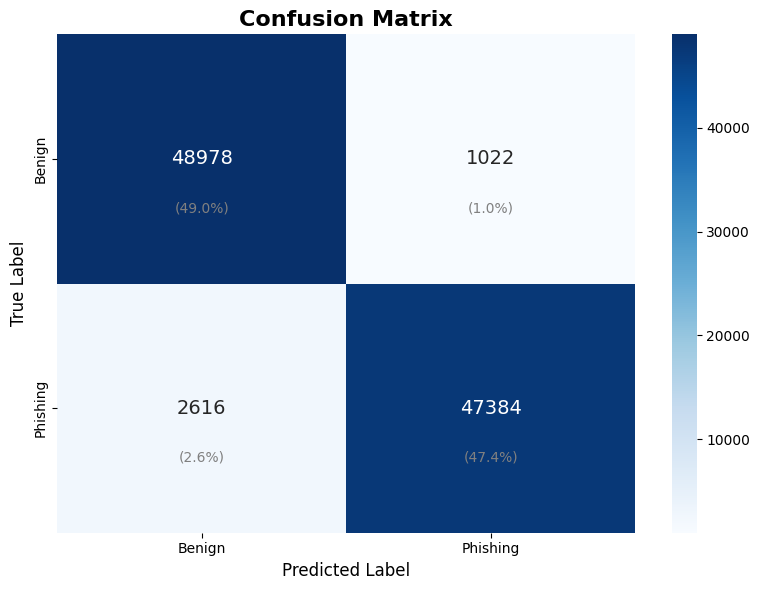 Confusion Matrix
True Label
Benign
48978
1022
(49.0%)
(1.0%)
Phishing
2616
47384
(2.6%)
(47.4%)
Benign
Phishing
Predicted Label
40000
30000
20000
10000